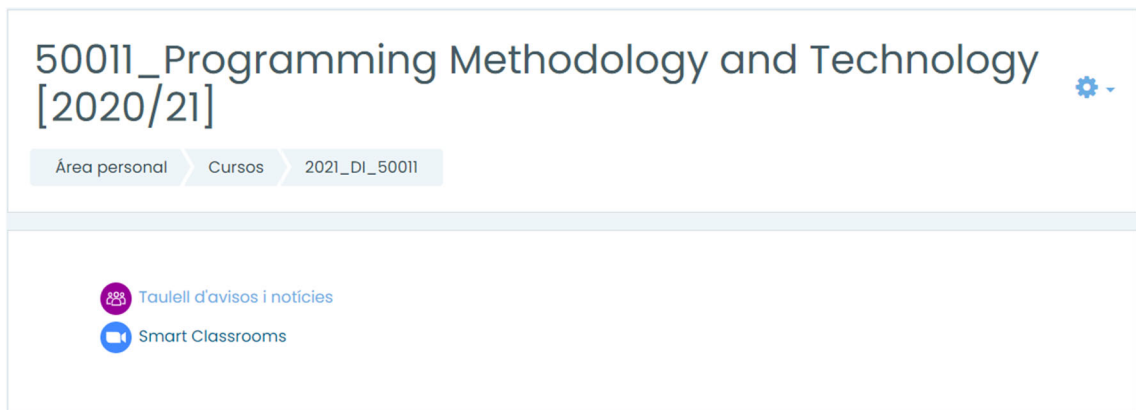 50011_Programming Methodology and Technology
[2020/21]
Área personal Cursos 2021_DI_50011
Taulell d'avisos i notícies
Smart Classrooms